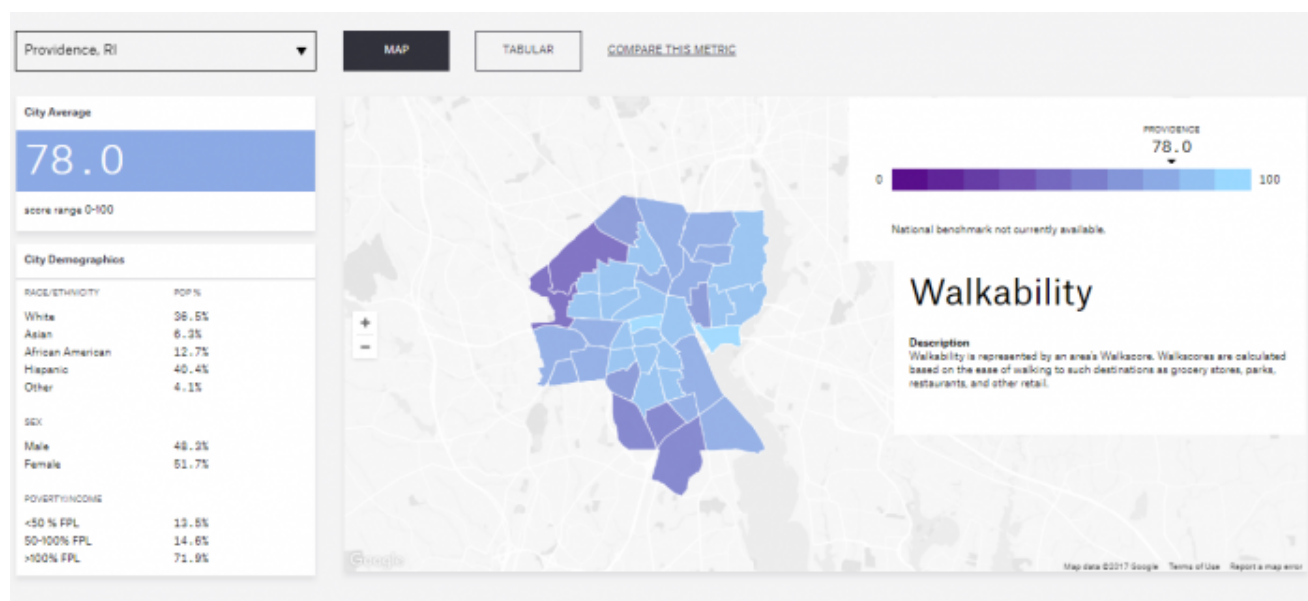 Providence, RI
MAP
TABULAR
COMPARE THIS METRIC
City Average
78.0
score range 0-100
City Demographics
RACE/ETHNICITY POP %
White 36.5%
Asian 6.3%
African American 12.7%
Hispanic 40.4%
Other 4.1%
SEX
Male 48.3%
Female 51.7%
POVERTY/INCOME
<50 % FPL 13.5%
50-100% FPL 14.6%
>100% FPL 71.9%
PROVIDENCE
78.0
0
100
National benchmark not currently available.
Walkability
Description
Walkability is represented by an area's Walkscore. Walkscores are calculated
based on the ease of walking to such destinations as grocery stores, parks,
restaurants, and other retail.
+
−
Google
Map data ©2017 Google Terms of Use Report a map error